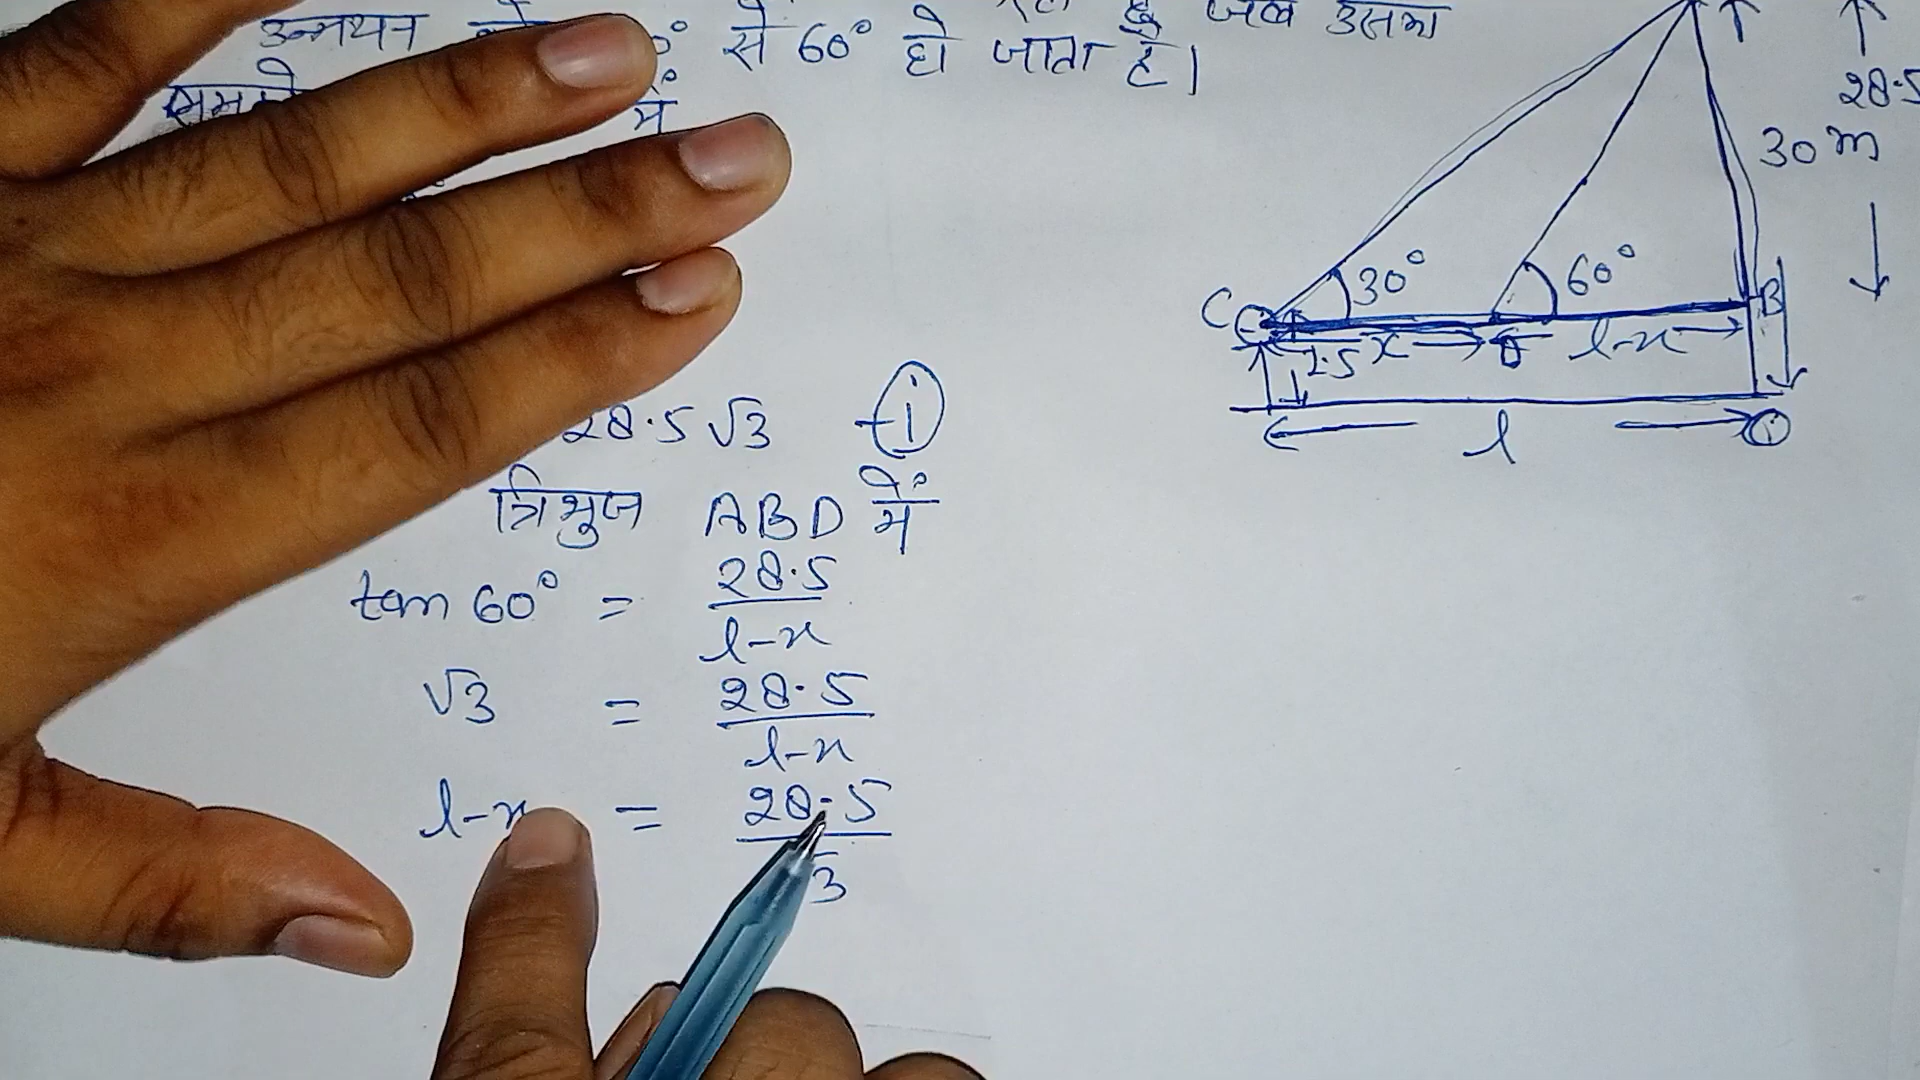 उन्नयन से 60° हो जाता है। जब उसका
में
28.5√3 - i
त्रिभुज ABD में
tan 60° = 28.5 / l-x
√3 = 28.5 / l-x
l-x = 28.5 / 3
28.5
30 m
30°
60°
C
B
1.5
x
D
l-x
l